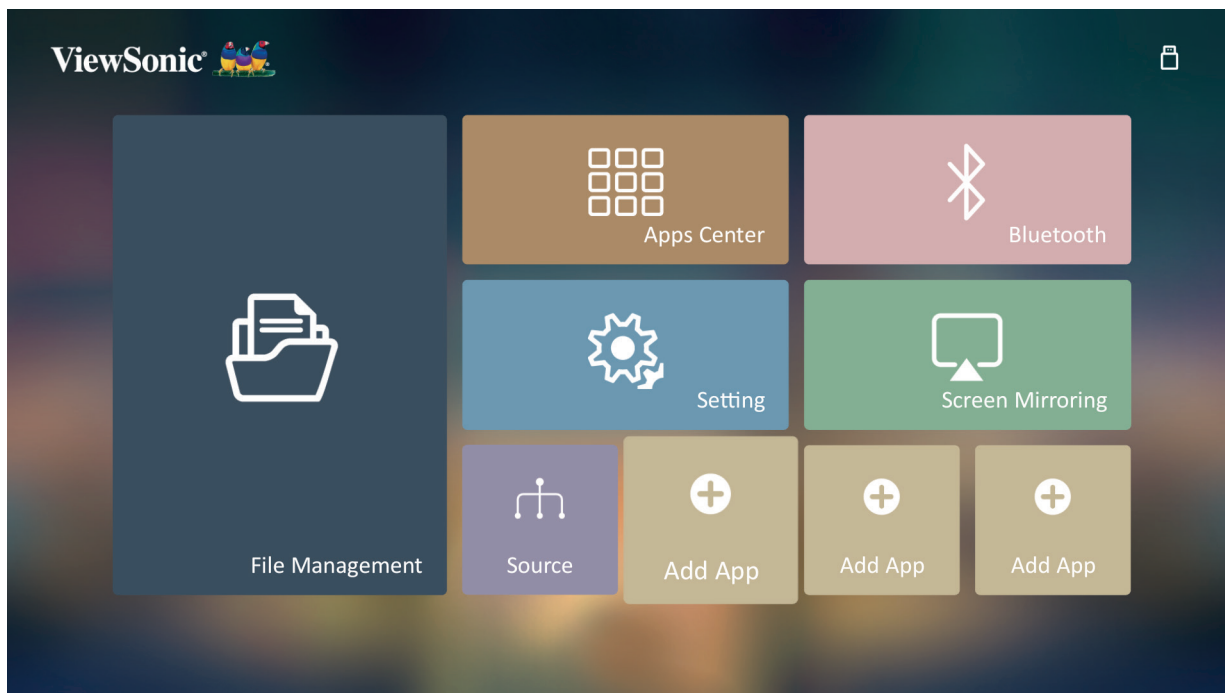 ViewSonic®
Apps Center
Bluetooth
Setting
Screen Mirroring
File Management
Source
Add App
Add App
Add App